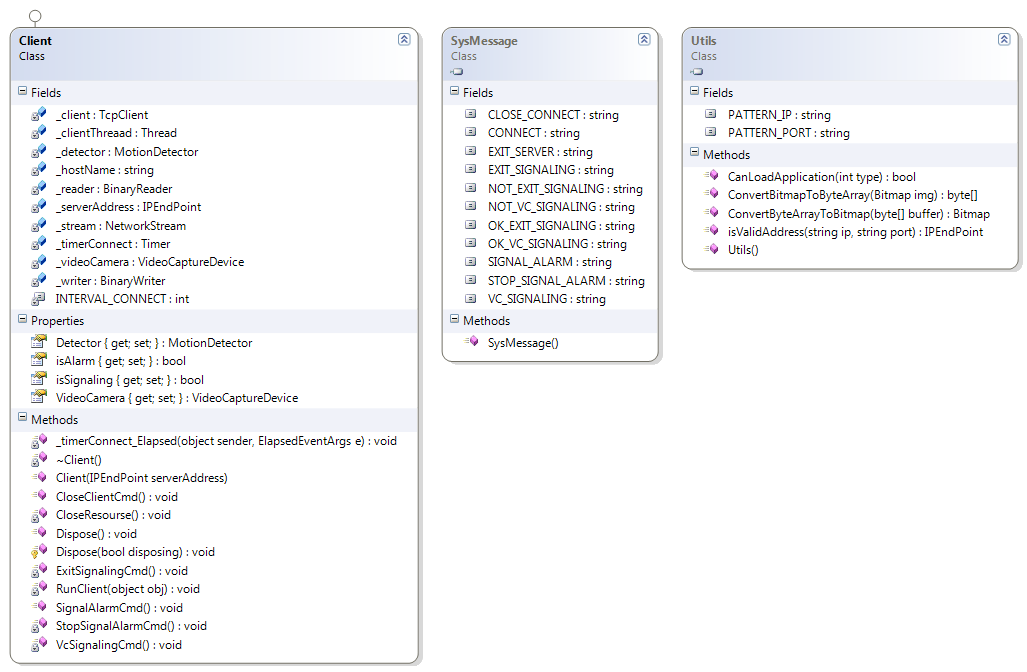 Client
Class
Fields
_client : TcpClient
_clientThreaad : Thread
_detector : MotionDetector
_hostName : string
_reader : BinaryReader
_serverAddress : IPEndPoint
_stream : NetworkStream
_timerConnect : Timer
_videoCamera : VideoCaptureDevice
_writer : BinaryWriter
INTERVAL_CONNECT : int
Properties
Detector { get; set; } : MotionDetector
isAlarm { get; set; } : bool
isSignaling { get; set; } : bool
VideoCamera { get; set; } : VideoCaptureDevice
Methods
_timerConnect_Elapsed(object sender, ElapsedEventArgs e) : void
~Client()
Client(IPEndPoint serverAddress)
CloseClientCmd() : void
CloseResourse() : void
Dispose() : void
Dispose(bool disposing) : void
ExitSignalingCmd() : void
RunClient(object obj) : void
SignalAlarmCmd() : void
StopSignalAlarmCmd() : void
VcSignalingCmd() : void
SysMessage
Class
Fields
CLOSE_CONNECT : string
CONNECT : string
EXIT_SERVER : string
EXIT_SIGNALING : string
NOT_EXIT_SIGNALING : string
NOT_VC_SIGNALING : string
OK_EXIT_SIGNALING : string
OK_VC_SIGNALING : string
SIGNAL_ALARM : string
STOP_SIGNAL_ALARM : string
VC_SIGNALING : string
Methods
SysMessage()
Utils
Class
Fields
PATTERN_IP : string
PATTERN_PORT : string
Methods
CanLoadApplication(int type) : bool
ConvertBitmapToByteArray(Bitmap img) : byte[]
ConvertByteArrayToBitmap(byte[] buffer) : Bitmap
isValidAddress(string ip, string port) : IPEndPoint
Utils()